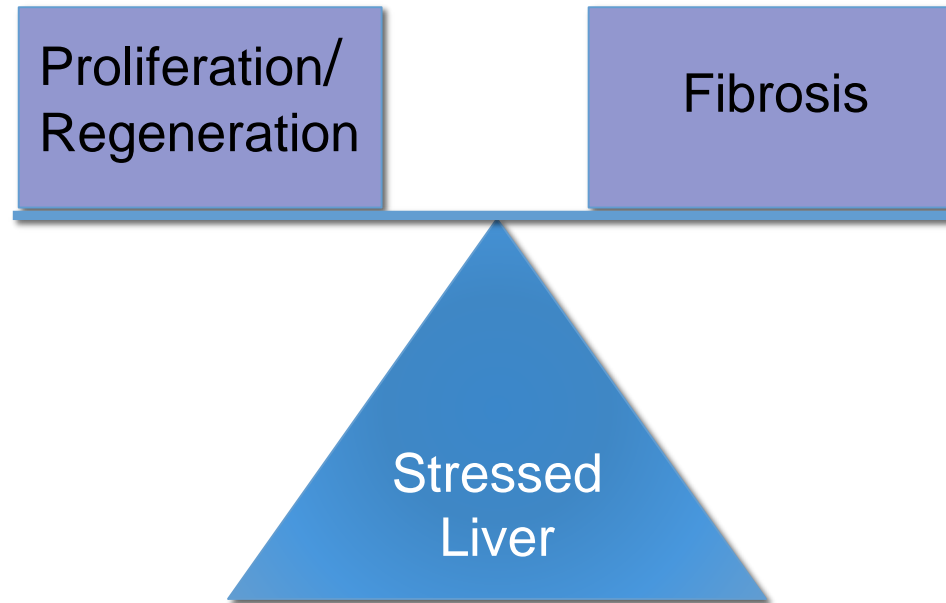 Proliferation/
Regeneration
Fibrosis
Stressed
Liver